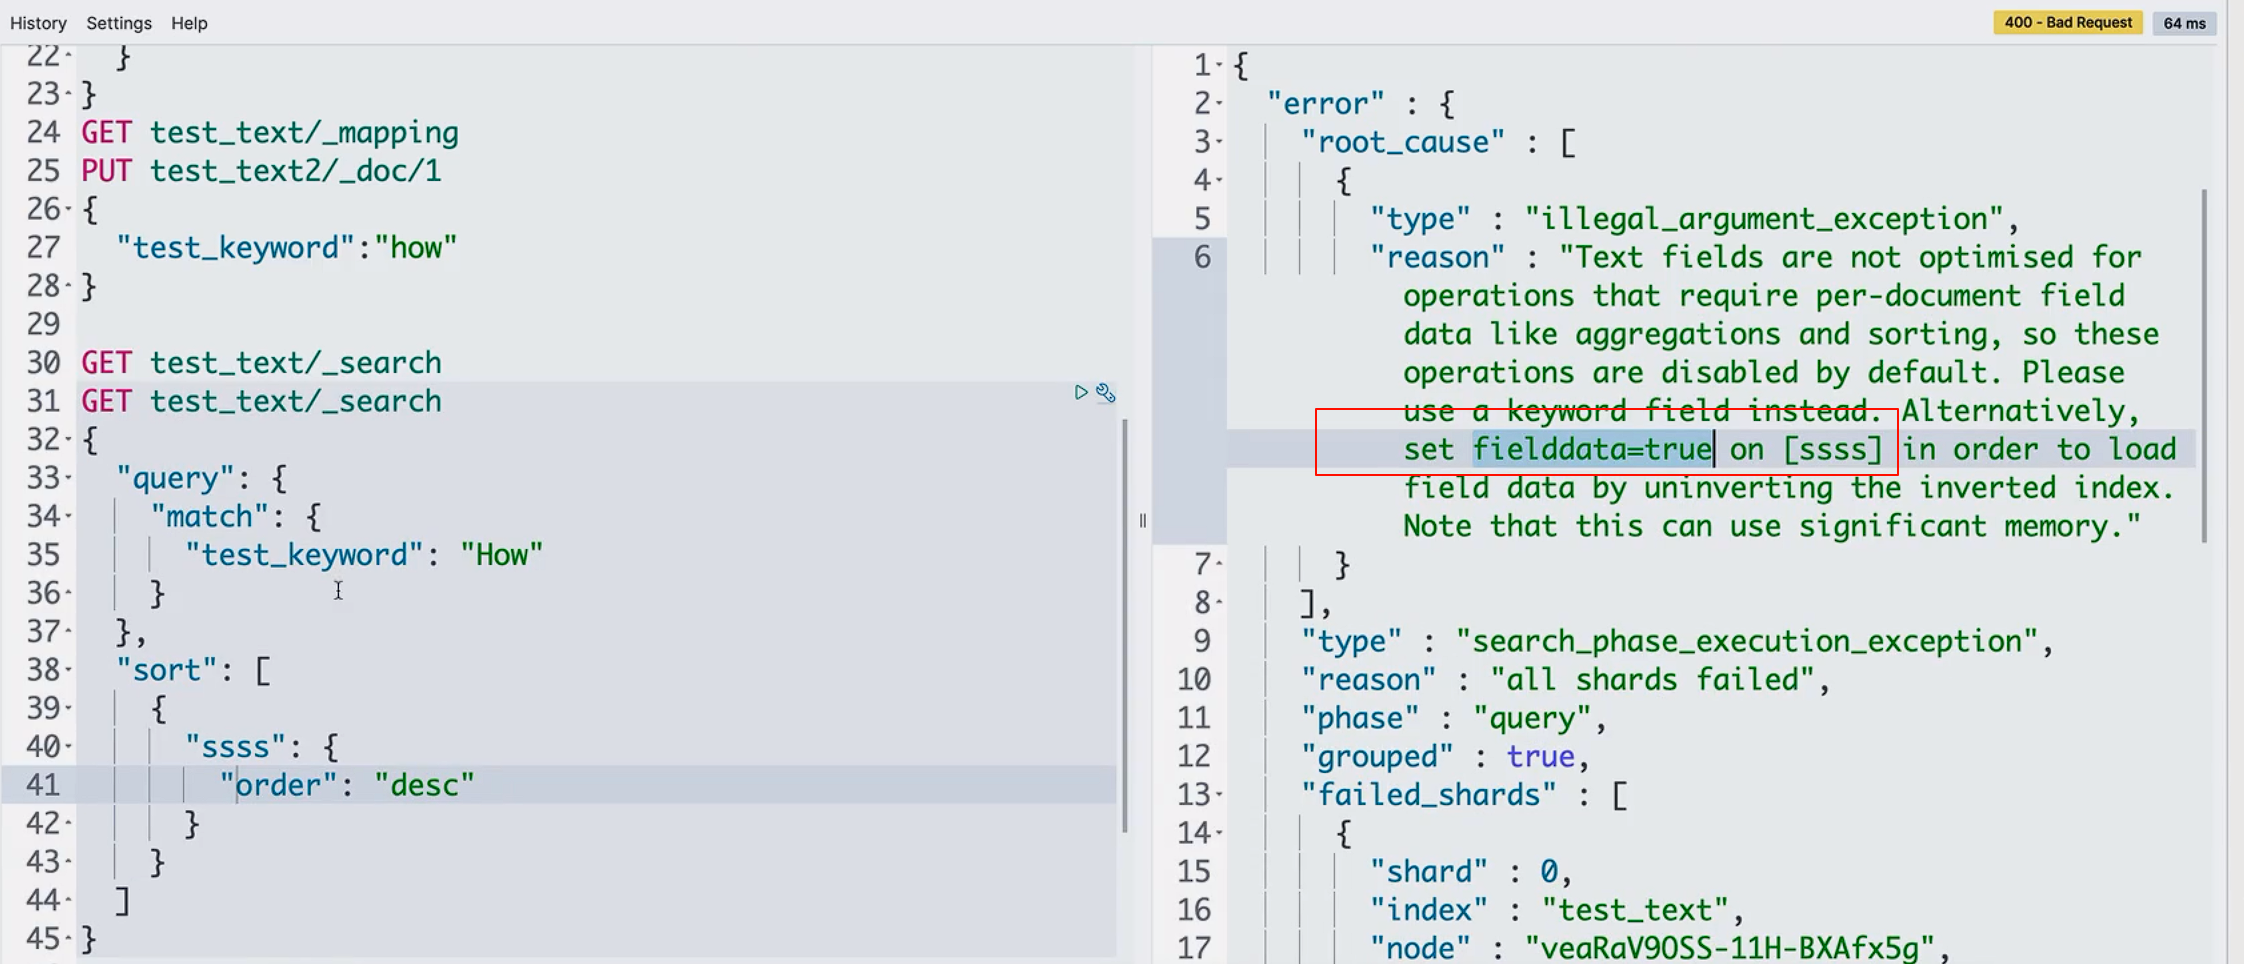 History Settings Help
400 - Bad Request 64 ms
22 }
23 }
24 GET test_text/_mapping
25 PUT test_text2/_doc/1
26 {
27 "test_keyword":"how"
28 }
29
30 GET test_text/_search
31 GET test_text/_search
32 {
33 "query": {
34 "match": {
35 "test_keyword": "How"
36 }
37 },
38 "sort": [
39 {
40 "ssss": {
41 "order": "desc"
42 }
43 }
44 ]
45 }
1 {
2 "error" : {
3 "root_cause" : [
4 {
5 "type" : "illegal_argument_exception",
6 "reason" : "Text fields are not optimised for
operations that require per-document field
data like aggregations and sorting, so these
operations are disabled by default. Please
use a keyword field instead. Alternatively,
set fielddata=true on [ssss] in order to load
field data by uninverting the inverted index.
Note that this can use significant memory."
7 }
8 ],
9 "type" : "search_phase_execution_exception",
10 "reason" : "all shards failed",
11 "phase" : "query",
12 "grouped" : true,
13 "failed_shards" : [
14 {
15 "shard" : 0,
16 "index" : "test_text",
17 "node" : "veaRaV9OSS-11H-BXAfx5g",